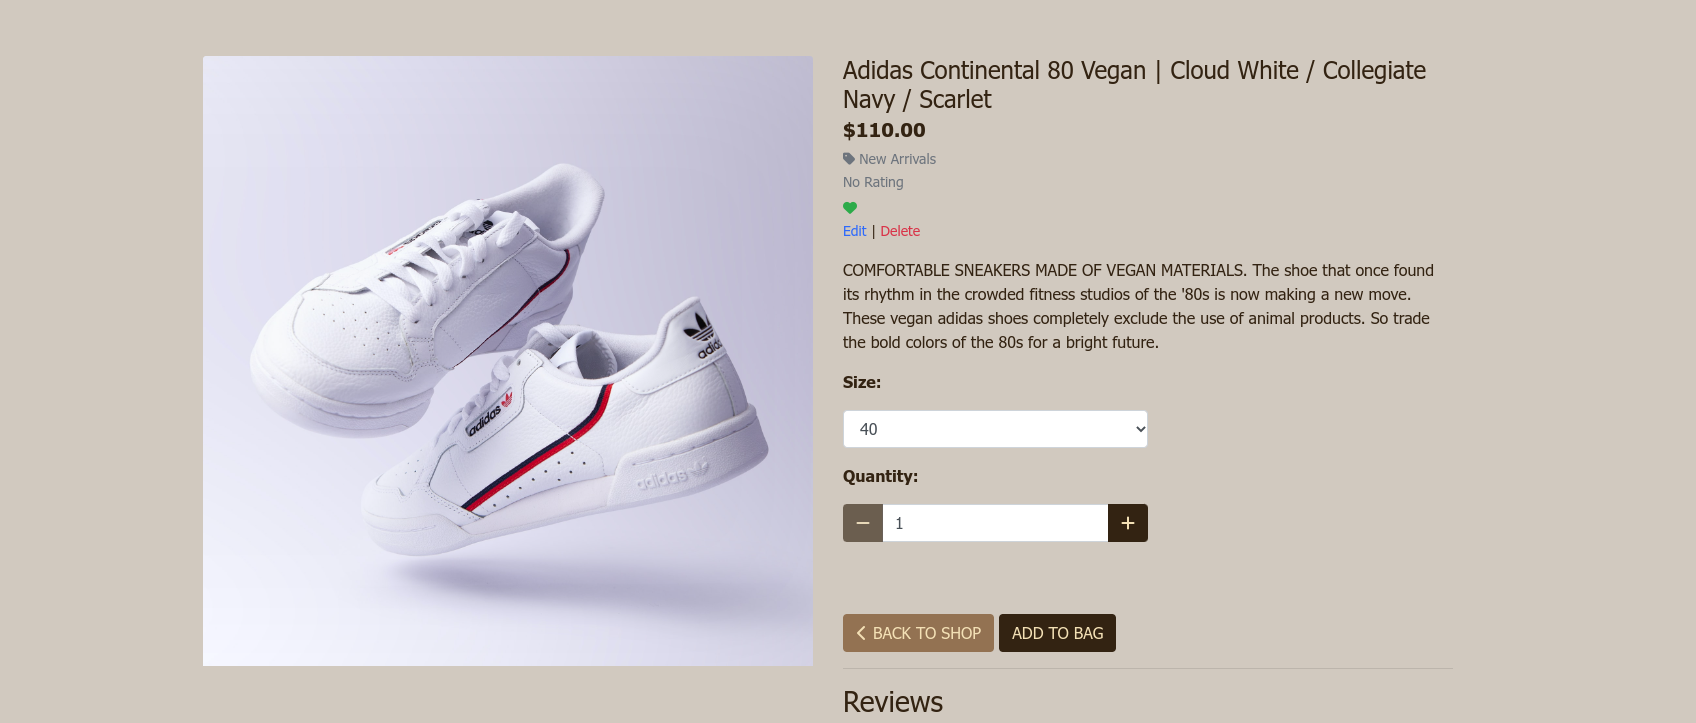 Adidas Continental 80 Vegan | Cloud White / Collegiate
Navy / Scarlet
$110.00
New Arrivals
No Rating
Edit | Delete
COMFORTABLE SNEAKERS MADE OF VEGAN MATERIALS. The shoe that once found
its rhythm in the crowded fitness studios of the '80s is now making a new move.
These vegan adidas shoes completely exclude the use of animal products. So trade
the bold colors of the 80s for a bright future.
Size:
40
Quantity:
1
BACK TO SHOP
ADD TO BAG
Reviews
adidas
adidas
adidas